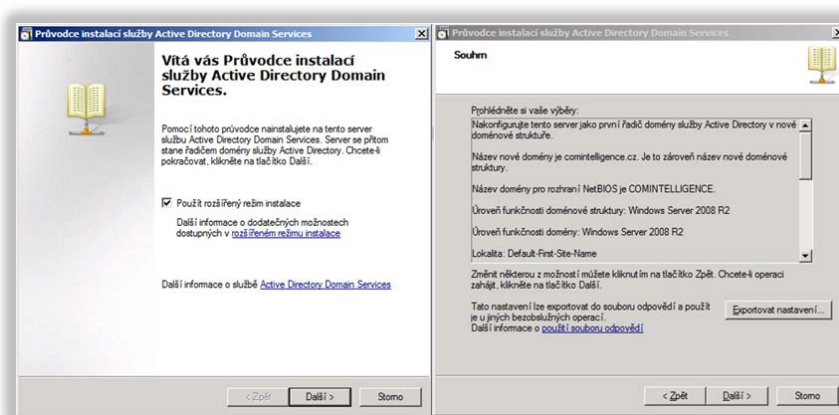 Průvodce instalací služby Active Directory Domain Services
Vítá vás Průvodce instalací
služby Active Directory Domain
Services.
Pomocí tohoto průvodce nainstalujete na tento server
službu Active Directory Domain Services. Server se přitom
stane řadičem domény služby Active Directory. Chcete-li
pokračovat, klikněte na tlačítko Další.
Použít rozšířený režim instalace
Další informace o dodatečných možnostech
dostupných v rozšířeném režimu instalace
Další informace o službě Active Directory Domain Services
< Zpět
Další >
Storno
Průvodce instalací služby Active Directory Domain Services
Souhrn
Prohlédněte si vaše výběry:
Nakonfigurujte tento server jako první řadič domény služby Active Directory v nové
doménové struktuře.
Název nové domény je comintelligence.cz. Je to zároveň název nové doménové
struktury.
Název domény pro rozhraní NetBIOS je COMINTELLIGENCE.
Úroveň funkčnosti doménové struktury: Windows Server 2008 R2
Úroveň funkčnosti domény: Windows Server 2008 R2
Lokalita: Default-First-Site-Name
Změnit některou z možností můžete kliknutím na tlačítko Zpět. Chcete-li operaci
zahájit, klikněte na tlačítko Další.
Tato nastavení lze exportovat do souboru odpovědí a použít
je u jiných bezobslužných operací.
Další informace o použití souboru odpovědí
Exportovat nastavení...
< Zpět
Další >
Storno